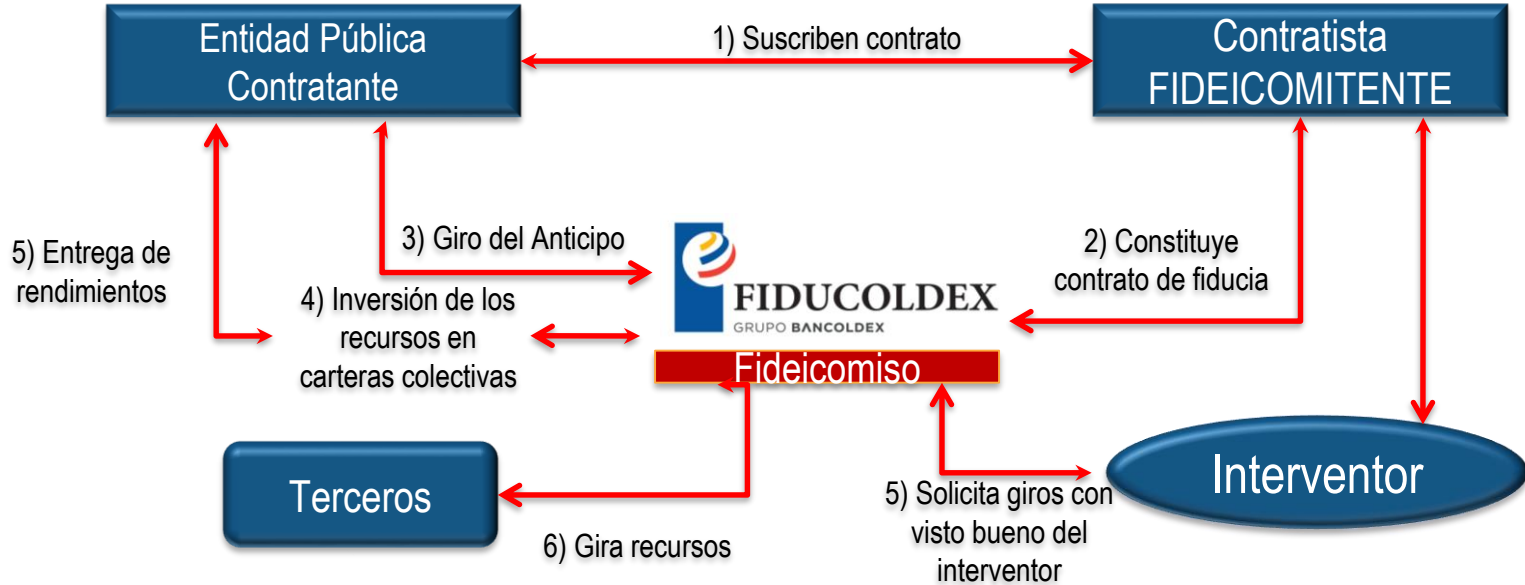 Entidad Pública
Contratante
1) Suscriben contrato
Contratista
FIDEICOMITENTE
5) Entrega de
rendimientos
3) Giro del Anticipo
4) Inversión de los
recursos en
carteras colectivas
FIDUCOLDEX
GRUPO BANCOLDEX
Fideicomiso
2) Constituye
contrato de fiducia
Terceros
6) Gira recursos
5) Solicita giros con
visto bueno del
interventor
Interventor